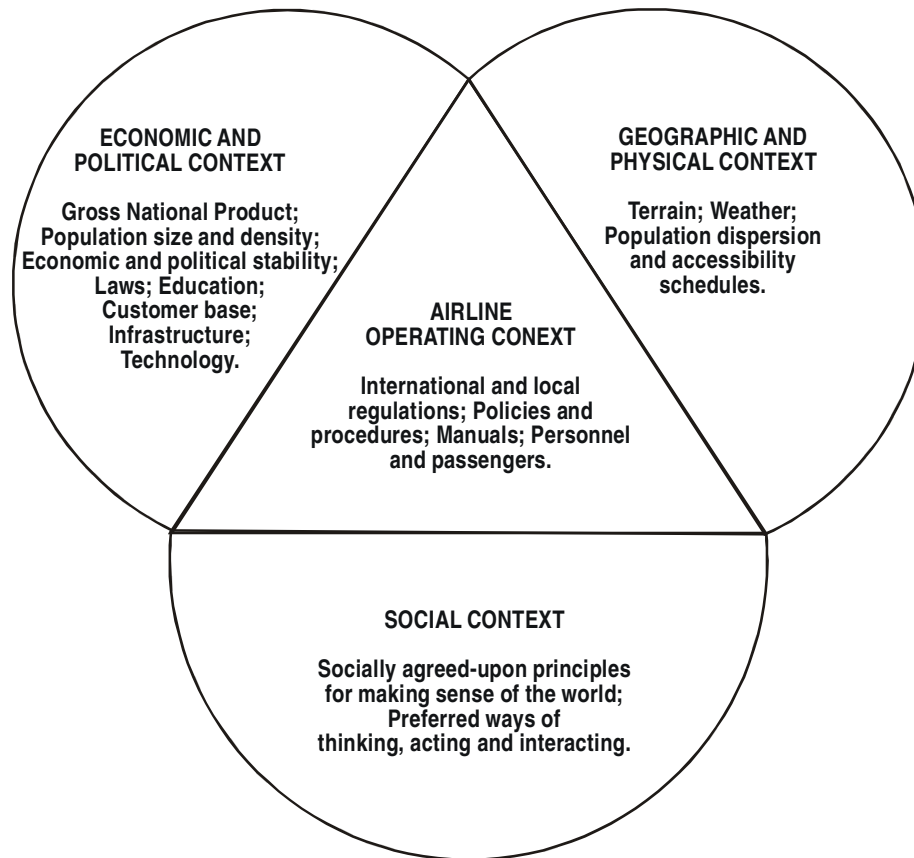 ECONOMIC AND
POLITICAL CONTEXT
Gross National Product;
Population size and density;
Economic and political stability;
Laws; Education;
Customer base;
Infrastructure;
Technology.
GEOGRAPHIC AND
PHYSICAL CONTEXT
Terrain; Weather;
Population dispersion
and accessibility
schedules.
AIRLINE
OPERATING CONEXT
International and local
regulations; Policies and
procedures; Manuals; Personnel
and passengers.
SOCIAL CONTEXT
Socially agreed-upon principles
for making sense of the world;
Preferred ways of
thinking, acting and interacting.